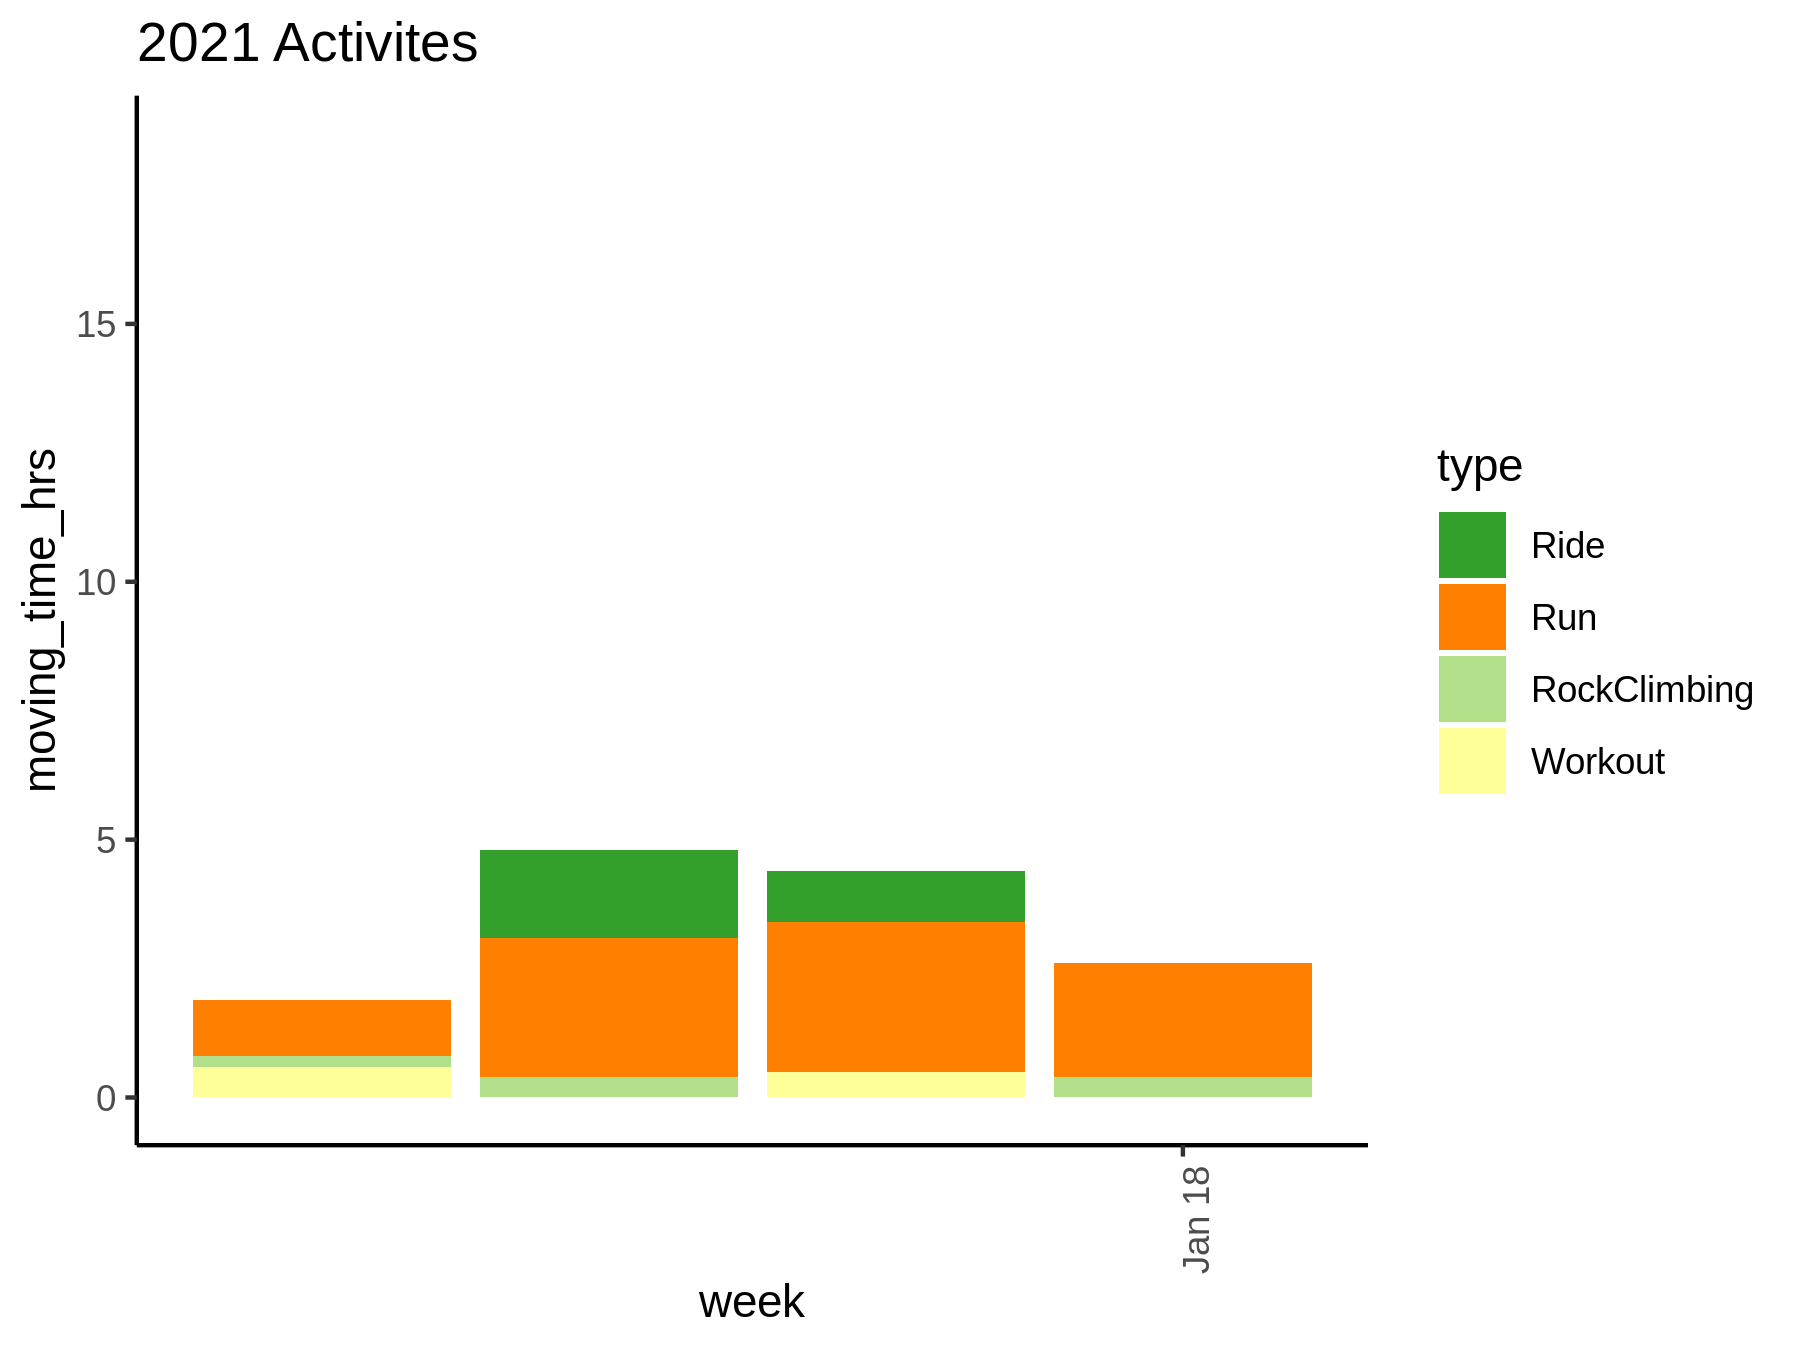 2021 Activites
moving_time_hrs
15
10
5
0
Jan 18
week
type
Ride
Run
RockClimbing
Workout